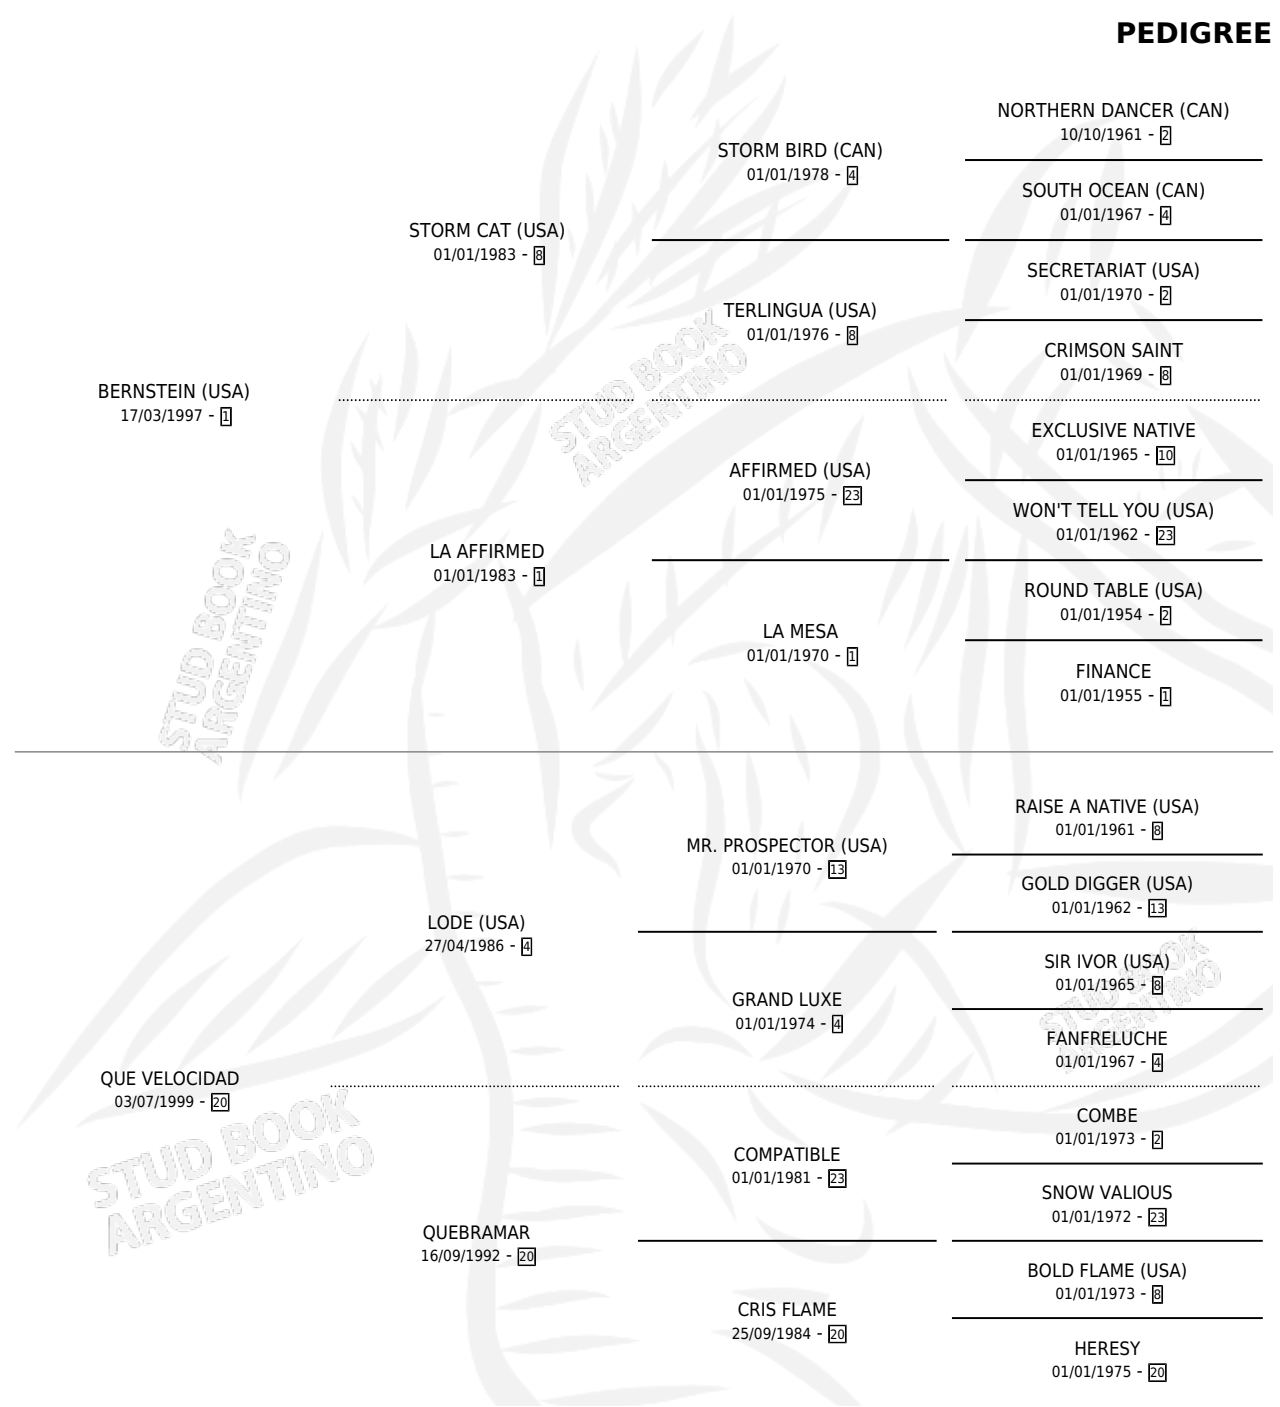 PEDIGREE
NORTHERN DANCER (CAN)
10/10/1961 - 2
STORM BIRD (CAN)
01/01/1978 - 4
SOUTH OCEAN (CAN)
01/01/1967 - 4
STORM CAT (USA)
01/01/1983 - 8
SECRETARIAT (USA)
01/01/1970 - 2
TERLINGUA (USA)
01/01/1976 - 8
CRIMSON SAINT
01/01/1969 - 8
BERNSTEIN (USA)
17/03/1997 - 1
STUD BOOK
ARGENTINO
EXCLUSIVE NATIVE
01/01/1965 - 10
AFFIRMED (USA)
01/01/1975 - 23
WON'T TELL YOU (USA)
01/01/1962 - 23
LA AFFIRMED
01/01/1983 - 1
ROUND TABLE (USA)
01/01/1954 - 2
LA MESA
01/01/1970 - 1
FINANCE
01/01/1955 - 1
STUD BOOK
ARGENTINO
RAISE A NATIVE (USA)
01/01/1961 - 8
MR. PROSPECTOR (USA)
01/01/1970 - 13
GOLD DIGGER (USA)
01/01/1962 - 13
LODE (USA)
27/04/1986 - 4
SIR IVOR (USA)
01/01/1965 - 8
GRAND LUXE
01/01/1974 - 4
STUD BOOK
ARGENTINO
FANFRELUCHE
01/01/1967 - 4
QUE VELOCIDAD
03/07/1999 - 20
COMBE
01/01/1973 - 2
COMPATIBLE
01/01/1981 - 23
STUD BOOK
ARGENTINO
SNOW VALIOUS
01/01/1972 - 23
QUEBRAMAR
16/09/1992 - 20
BOLD FLAME (USA)
01/01/1973 - 8
CRIS FLAME
25/09/1984 - 20
HERESY
01/01/1975 - 20